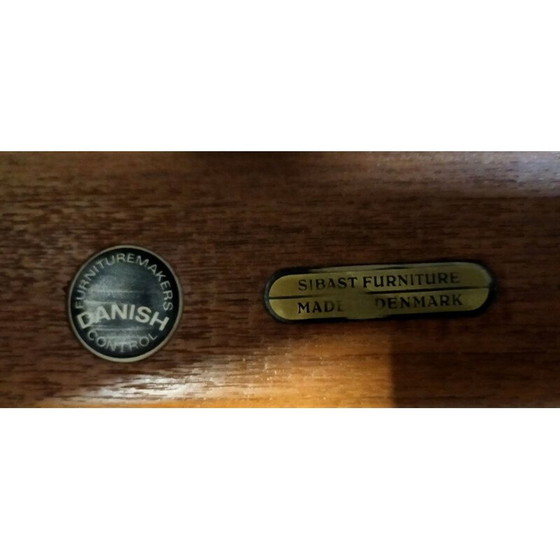 FURNITUREMAKERS
DANISH
CONTROL
SIBAST FURNITURE
MADE DENMARK